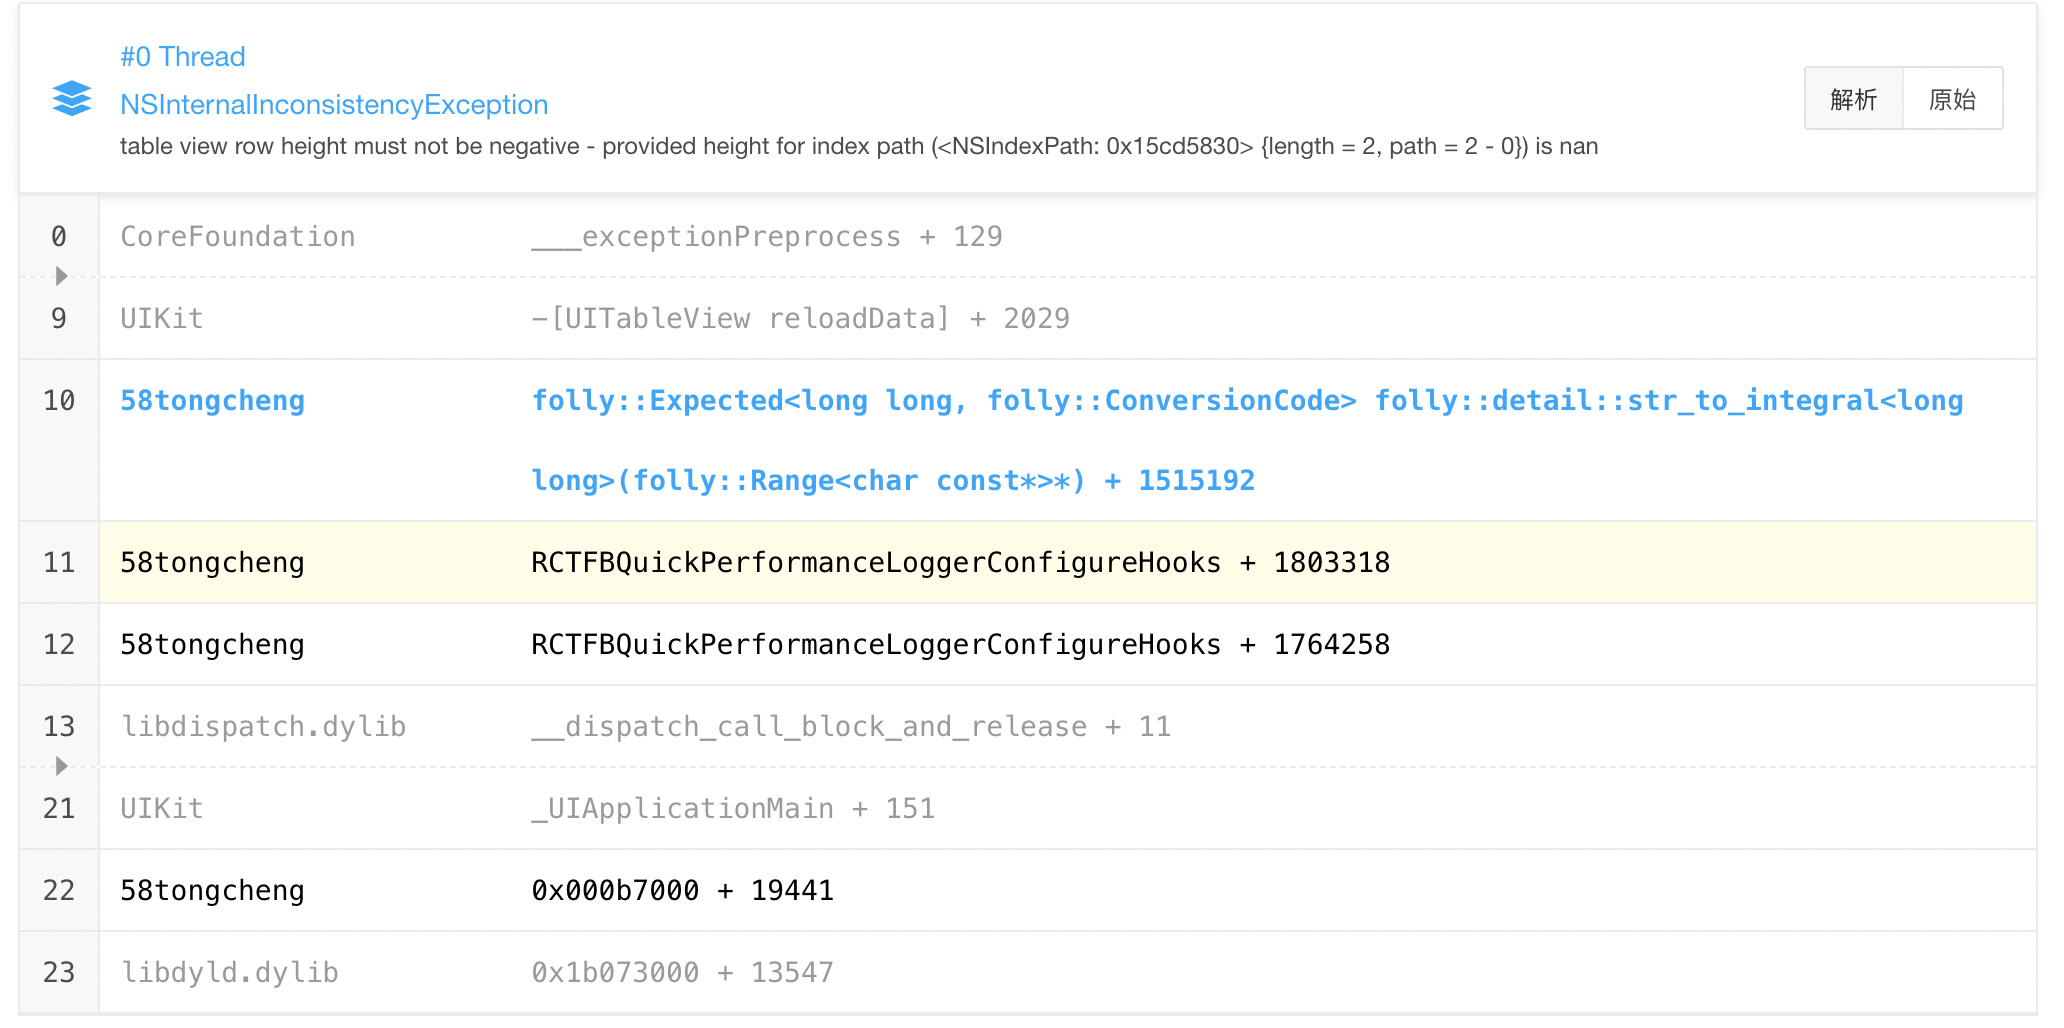 #0 Thread
NSInternalInconsistencyException
table view row height must not be negative - provided height for index path (<NSIndexPath: 0x15cd5830> {length = 2, path = 2 - 0}) is nan
解析 原始
0 CoreFoundation ___exceptionPreprocess + 129
9 UIKit -[UITableView reloadData] + 2029
10 58tongcheng folly::Expected<long long, folly::ConversionCode> folly::detail::str_to_integral<long
long>(folly::Range<char const*>*) + 1515192
11 58tongcheng RCTFBQuickPerformanceLoggerConfigureHooks + 1803318
12 58tongcheng RCTFBQuickPerformanceLoggerConfigureHooks + 1764258
13 libdispatch.dylib __dispatch_call_block_and_release + 11
21 UIKit _UIApplicationMain + 151
22 58tongcheng 0x000b7000 + 19441
23 libdyld.dylib 0x1b073000 + 13547